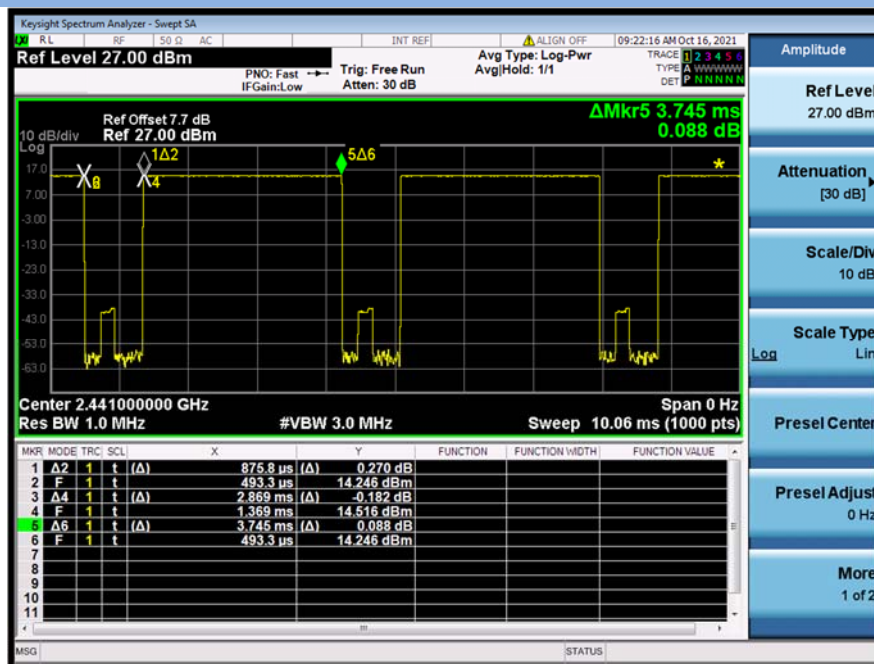 Keysight Spectrum Analyzer - Swept SA
LXI RL RF 50 Ω AC INT REF ALIGN OFF 09:22:16 AM Oct 16, 2021
Ref Level 27.00 dBm
PNO: Fast
IFGain:Low
Trig: Free Run
Atten: 30 dB
Avg Type: Log-Pwr
Avg|Hold: 1/1
TRACE 1 2 3 4 5 6
TYPE A WWWWW
DET P N N N N N
ΔMkr5 3.745 ms
0.088 dB
Ref Offset 7.7 dB
10 dB/div Ref 27.00 dBm
Log
1Δ2
5Δ6
4
17.0
7.00
-3.00
-13.0
-23.0
-33.0
-43.0
-53.0
-63.0
Center 2.441000000 GHz Span 0 Hz
Res BW 1.0 MHz #VBW 3.0 MHz Sweep 10.06 ms (1000 pts)
MKR MODE TRC SCL X Y FUNCTION FUNCTION WIDTH FUNCTION VALUE
1 Δ2 1 t (Δ) 875.8 µs (Δ) 0.270 dB
2 F 1 t 493.3 µs 14.246 dBm
3 Δ4 1 t (Δ) 2.869 ms (Δ) -0.182 dB
4 F 1 t 1.369 ms 14.516 dBm
5 Δ6 1 t (Δ) 3.745 ms (Δ) 0.088 dB
6 F 1 t 493.3 µs 14.246 dBm
7
8
9
10
11
MSG STATUS
Amplitude
Ref Level
27.00 dBm
Attenuation
[30 dB]
Scale/Div
10 dB
Scale Type
Log Lin
Presel Center
Presel Adjust
0 Hz
More
1 of 2